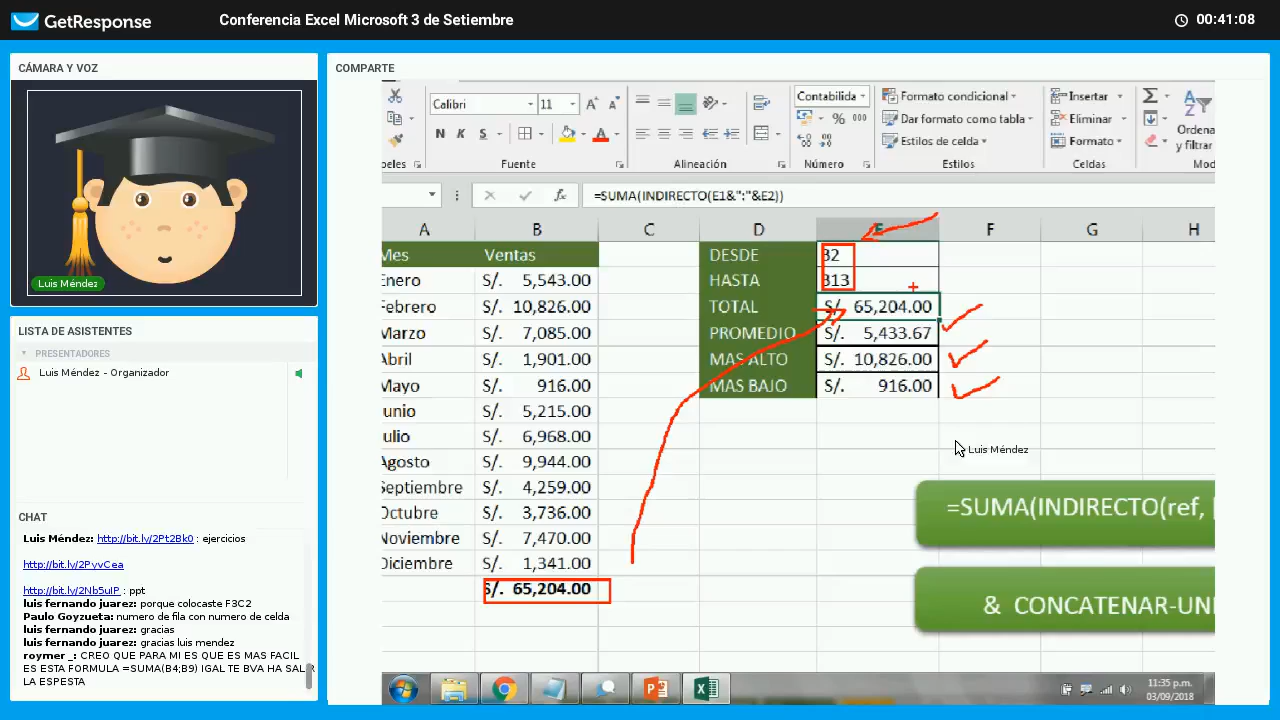 GetResponse
Conferencia Excel Microsoft 3 de Setiembre
00:41:08
CÁMARA Y VOZ
Luis Méndez
LISTA DE ASISTENTES
PRESENTADORES
Luis Méndez - Organizador
CHAT
Luis Méndez: http://bit.ly/2Pt2Bk0 : ejercicios
http://bit.ly/2PyvCea
http://bit.ly/2Nb5uIP : ppt
luis fernando juarez: porque colocaste F3C2
Paulo Goyzueta: numero de fila con numero de celda
luis fernando juarez: gracias
luis fernando juarez: gracias luis mendez
roymer _: CREO QUE PARA MI ES QUE ES MAS FACIL
ES ESTA FORMULA =SUMA(B4;B9) IGAL TE BVA HA SALIR
LA ESPESTA
COMPARTE
Calibri 11
Contabilida
Formato condicional
Insertar
Σ
N K S
A
% 000
Dar formato como tabla
Eliminar
Ordena
Estilos de celda
Formato
y filtrar
peles
Fuente
Alineación
Número
Estilos
Celdas
Mod
fx =SUMA(INDIRECTO(E1&":"&E2))
A B C D E F G H
Mes Ventas DESDE B2
Enero S/. 5,543.00 HASTA B13
Febrero S/. 10,826.00 TOTAL S/. 65,204.00
Marzo S/. 7,085.00 PROMEDIO S/. 5,433.67
Abril S/. 1,901.00 MAS ALTO S/. 10,826.00
Mayo S/. 916.00 MAS BAJO S/. 916.00
Junio S/. 5,215.00
Julio S/. 6,968.00
Luis Méndez
Agosto S/. 9,944.00
Septiembre S/. 4,259.00
Octubre S/. 3,736.00
Noviembre S/. 7,470.00
Diciembre S/. 1,341.00
S/. 65,204.00
=SUMA(INDIRECTO(ref, [
& CONCATENAR-UNI
11:35 p.m.
03/09/2018